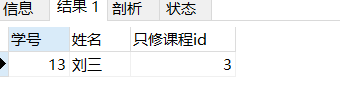 信息 结果 1 剖析 状态
学号 姓名 只修课程id
13 刘三 3